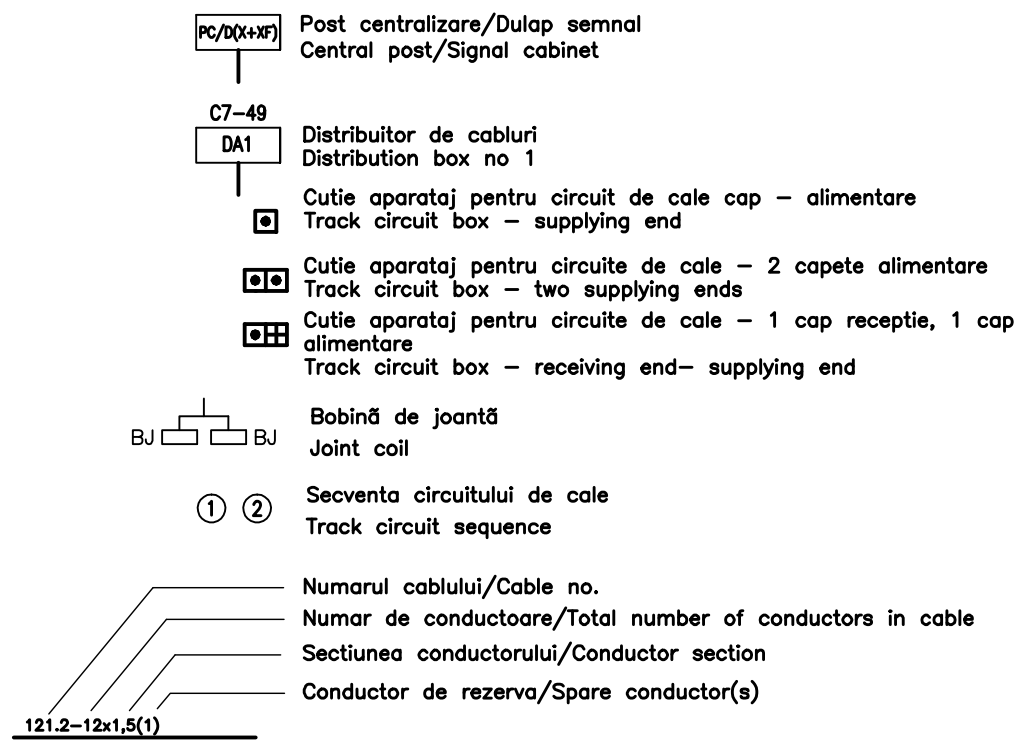 PC/D(X+XF)
Post centralizare/Dulap semnal
Central post/Signal cabinet
C7-49
DA1
Distribuitor de cabluri
Distribution box no 1
Cutie aparataj pentru circuit de cale cap - alimentare
Track circuit box - supplying end
Cutie aparataj pentru circuite de cale - 2 capete alimentare
Track circuit box - two supplying ends
Cutie aparataj pentru circuite de cale - 1 cap receptie, 1 cap
alimentare
Track circuit box - receiving end- supplying end
BJ BJ
Bobinã de joantã
Joint coil
1 2
Secventa circuitului de cale
Track circuit sequence
Numarul cablului/Cable no.
Numar de conductoare/Total number of conductors in cable
Sectiunea conductorului/Conductor section
Conductor de rezerva/Spare conductor(s)
121.2-12x1,5(1)